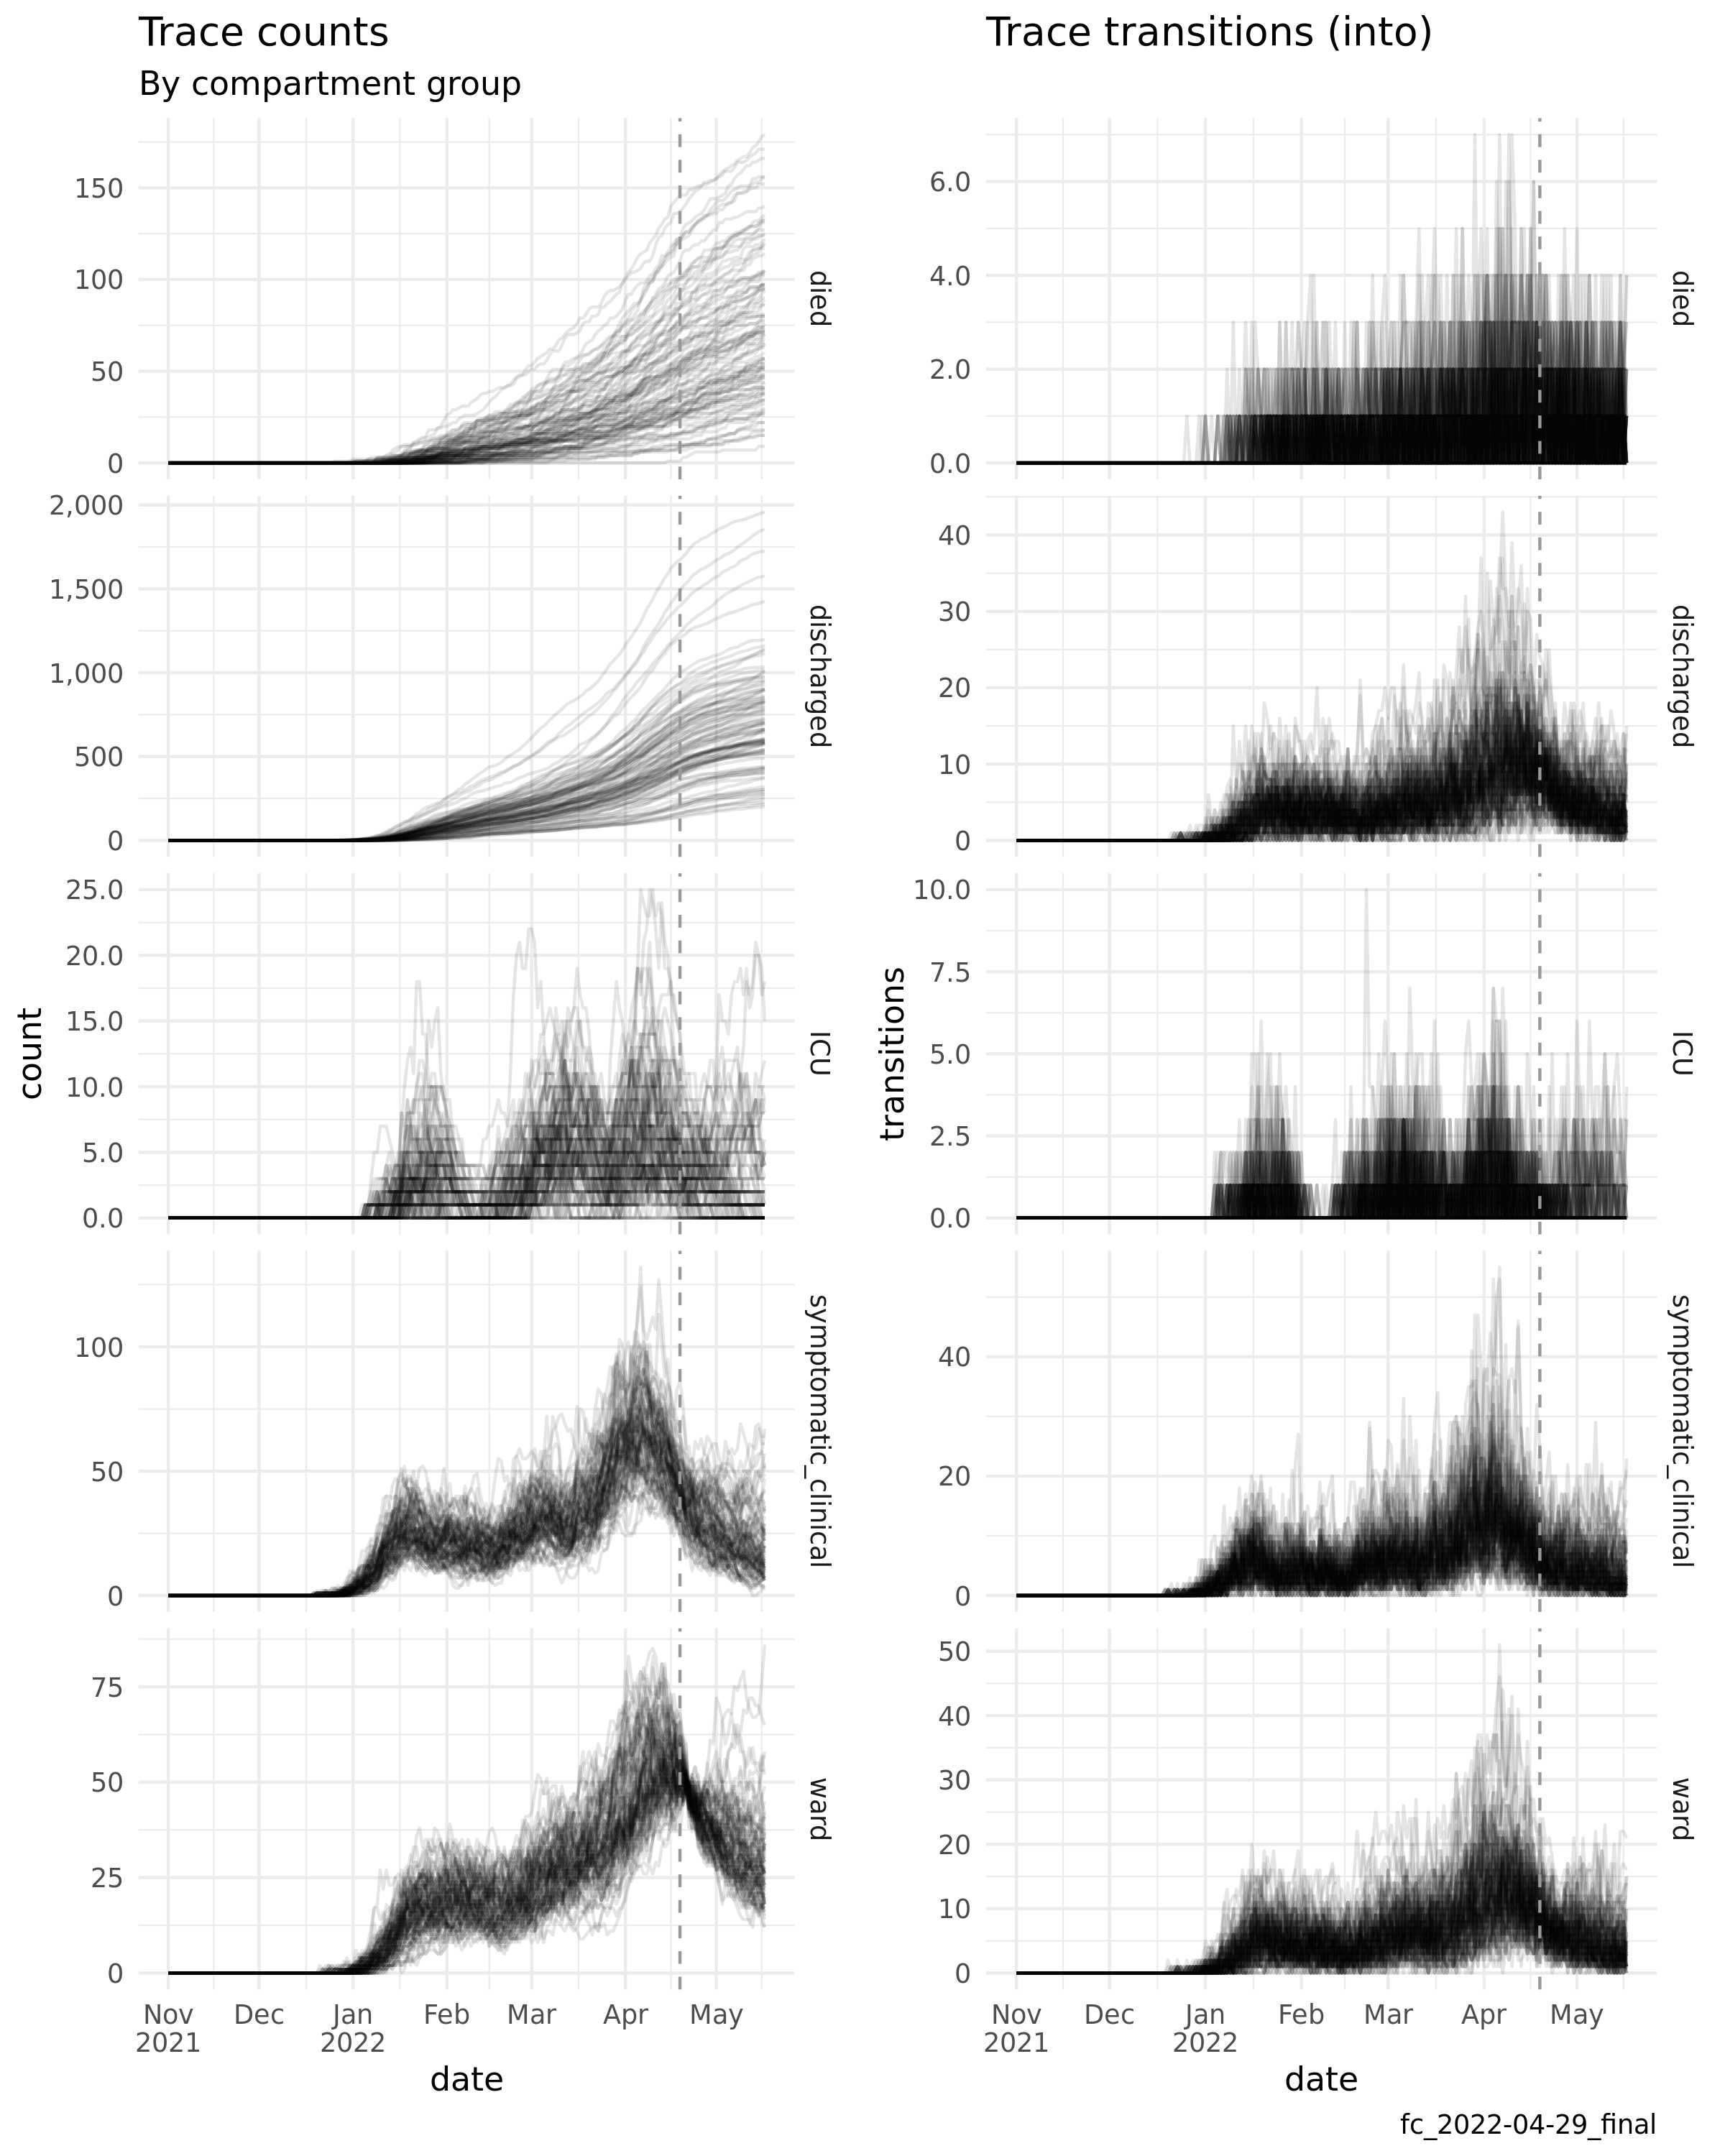 Trace counts
By compartment group
Trace transitions (into)
150
100
50
0
died
6.0
4.0
2.0
0.0
died
2,000
1,500
1,000
500
0
discharged
40
30
20
10
0
discharged
count
25.0
20.0
15.0
10.0
5.0
0.0
ICU
transitions
10.0
7.5
5.0
2.5
0.0
ICU
100
50
0
symptomatic_clinical
40
20
0
symptomatic_clinical
75
50
25
0
ward
50
40
30
20
10
0
ward
Nov Dec Jan Feb Mar Apr May
2021 2022
date
Nov Dec Jan Feb Mar Apr May
2021 2022
date
fc_2022-04-29_final